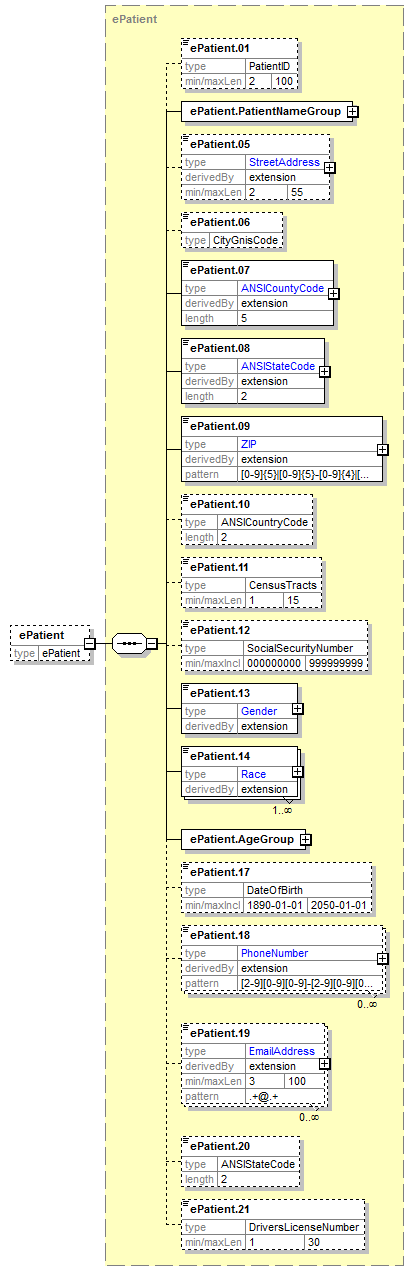 ePatient
ePatient.01
type PatientID
min/maxLen 2 100
ePatient.PatientNameGroup
ePatient.05
type StreetAddress
derivedBy extension
min/maxLen 2 55
ePatient.06
type CityGnisCode
ePatient.07
type ANSICountyCode
derivedBy extension
length 5
ePatient.08
type ANSIStateCode
derivedBy extension
length 2
ePatient.09
type ZIP
derivedBy extension
pattern [0-9]{5}|[0-9]{5}-[0-9]{4}|[...
ePatient.10
type ANSICountryCode
length 2
ePatient.11
type CensusTracts
min/maxLen 1 15
ePatient
type ePatient
ePatient.12
type SocialSecurityNumber
min/maxIncl 000000000 999999999
ePatient.13
type Gender
derivedBy extension
ePatient.14
type Race
derivedBy extension
1..∞
ePatient.AgeGroup
ePatient.17
type DateOfBirth
min/maxIncl 1890-01-01 2050-01-01
ePatient.18
type PhoneNumber
derivedBy extension
pattern [2-9][0-9][0-9]-[2-9][0-9][0...
0..∞
ePatient.19
type EmailAddress
derivedBy extension
min/maxLen 3 100
pattern .+@.+
0..∞
ePatient.20
type ANSIStateCode
length 2
ePatient.21
type DriversLicenseNumber
min/maxLen 1 30